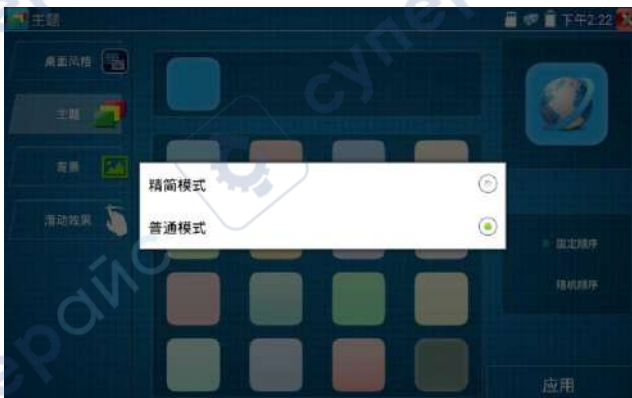 主题
下午2:22
桌面风格
主题
背景
滑动效果
精简模式
普通模式
固定顺序
随机顺序
应用